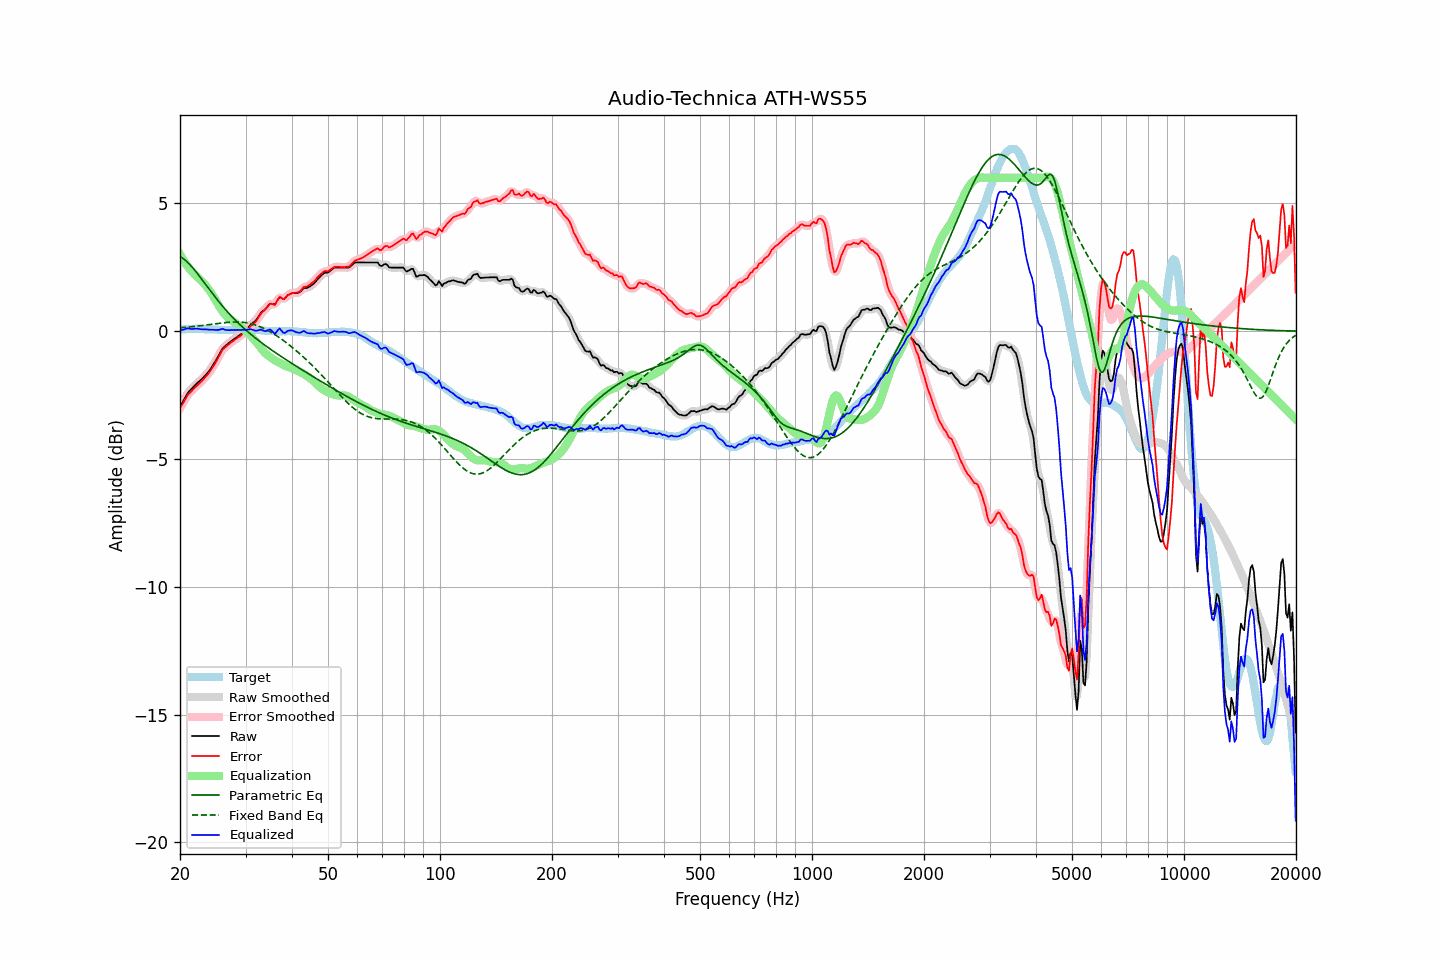 Audio-Technica ATH-WS55
Amplitude (dBr)
5
0
−5
−10
−15
−20
Target
Raw Smoothed
Error Smoothed
Raw
Error
Equalization
Parametric Eq
Fixed Band Eq
Equalized
20 50 100 200 500 1000 2000 5000 10000 20000
Frequency (Hz)